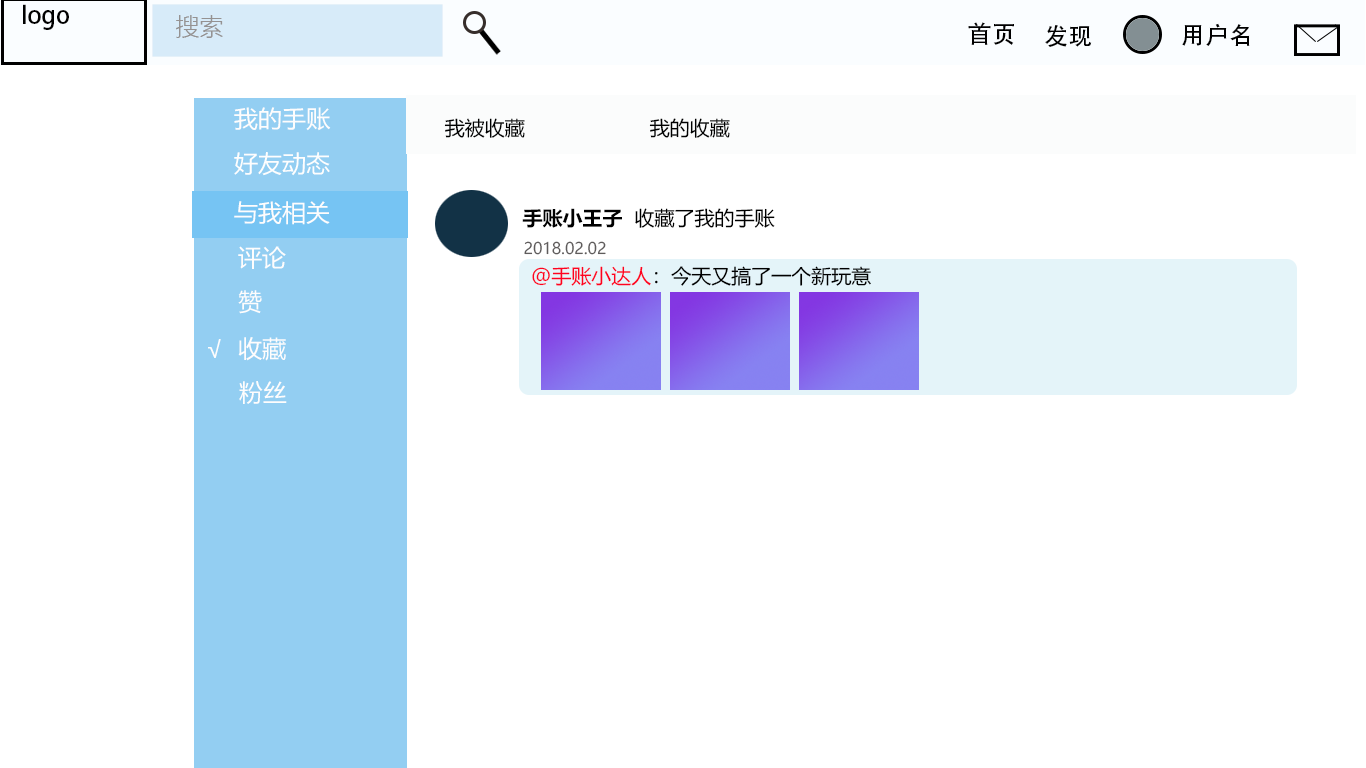 logo
搜索
首页
发现
用户名
我的手账
好友动态
与我相关
评论
赞
√ 收藏
粉丝
我被收藏
我的收藏
手账小王子 收藏了我的手账
2018.02.02
@手账小达人：今天又搞了一个新玩意